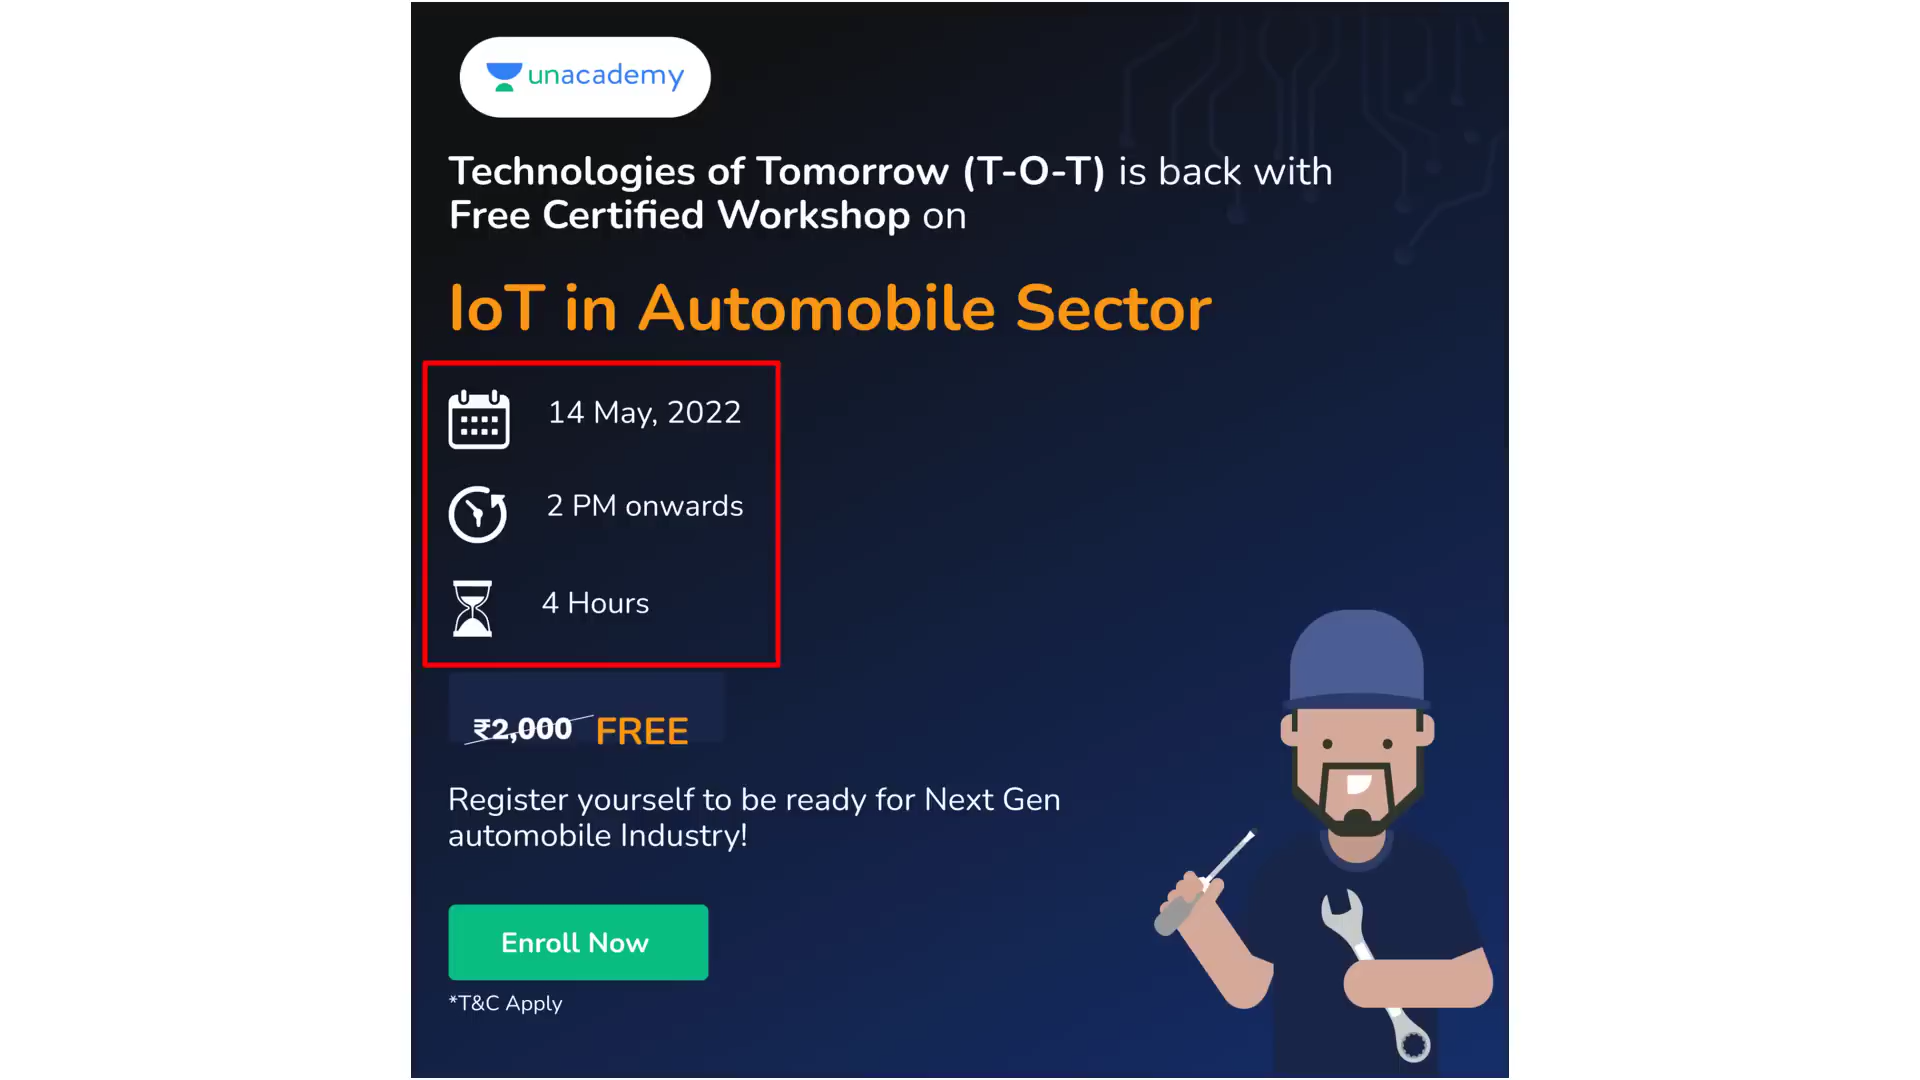 unacademy
Technologies of Tomorrow (T-O-T) is back with
Free Certified Workshop on
IoT in Automobile Sector
14 May, 2022
2 PM onwards
4 Hours
₹2,000 FREE
Register yourself to be ready for Next Gen
automobile Industry!
Enroll Now
*T&C Apply